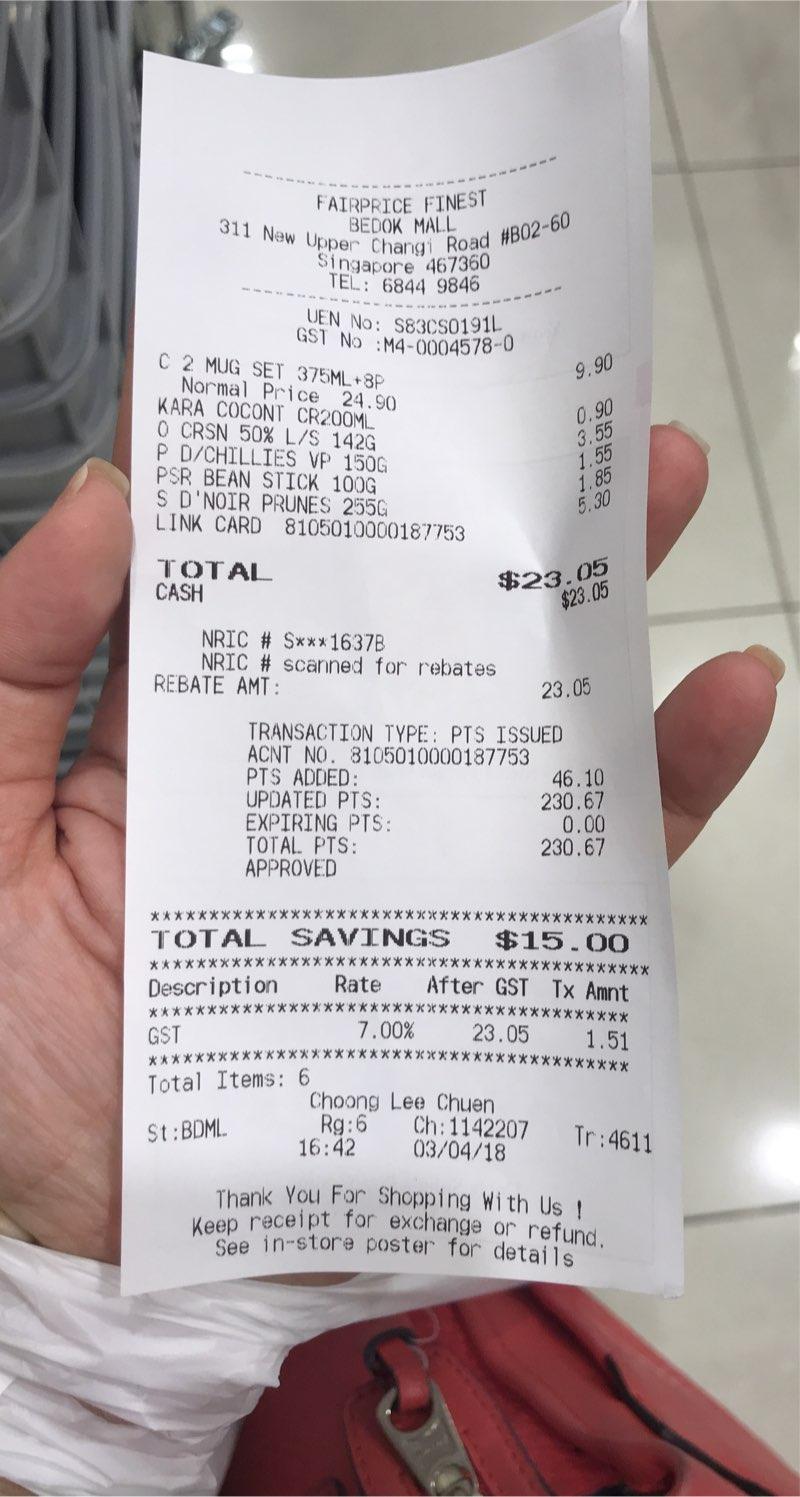 FAIRPRICE FINEST
BEDOK MALL
311 New Upper Changi Road #B02-60
Singapore 467360
TEL: 6844 9846
UEN No: S83CS0191L
GST No :M4-0004578-0
C 2 MUG SET 375ML+8P 9.90
Normal Price 24.90
KARA COCONT CR200ML 0.90
O CRSN 50% L/S 142G 3.55
P D/CHILLIES VP 150G 1.55
PSR BEAN STICK 100G 1.85
S D'NOIR PRUNES 255G 5.30
LINK CARD 8105010000187753
TOTAL $23.05
CASH $23.05
NRIC # S***1637B
NRIC # scanned for rebates
REBATE AMT: 23.05
TRANSACTION TYPE: PTS ISSUED
ACNT NO. 8105010000187753
PTS ADDED: 46.10
UPDATED PTS: 230.67
EXPIRING PTS: 0.00
TOTAL PTS: 230.67
APPROVED
*******************************************
TOTAL SAVINGS $15.00
*******************************************
Description Rate After GST Tx Amnt
*****************************************
GST 7.00% 23.05 1.51
*****************************************
Total Items: 6
Choong Lee Chuen
St:BDML Rg:6 Ch:1142207 Tr:4611
16:42 03/04/18
Thank You For Shopping With Us !
Keep receipt for exchange or refund.
See in-store poster for details